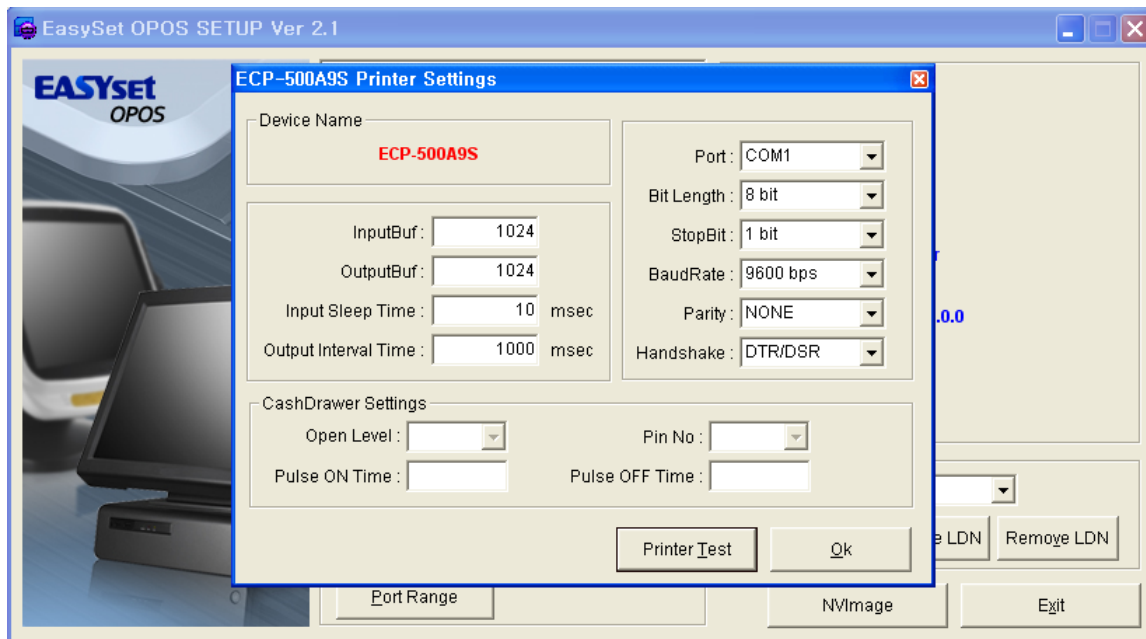 EasySet OPOS SETUP Ver 2.1
EASYset
OPOS
ECP-500A9S Printer Settings
Device Name
ECP-500A9S
InputBuf : 1024
OutputBuf : 1024
Input Sleep Time : 10 msec
Output Interval Time : 1000 msec
Port : COM1
Bit Length : 8 bit
StopBit : 1 bit
BaudRate : 9600 bps
Parity : NONE
Handshake : DTR/DSR
CashDrawer Settings
Open Level :
Pin No :
Pulse ON Time :
Pulse OFF Time :
Printer Test
Ok
.0.0
LDN
Remove LDN
Port Range
NVImage
Exit